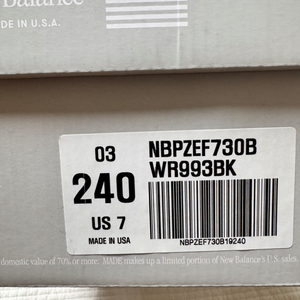 Balance
DE IN U.S.A.
03
240
US 7
MADE IN USA
NBPZEF730B
WR993BK
NBPZEF730B19240
domestic value of 70% or more. MADE makes up a limited portion of New Balance's U.S. sales.